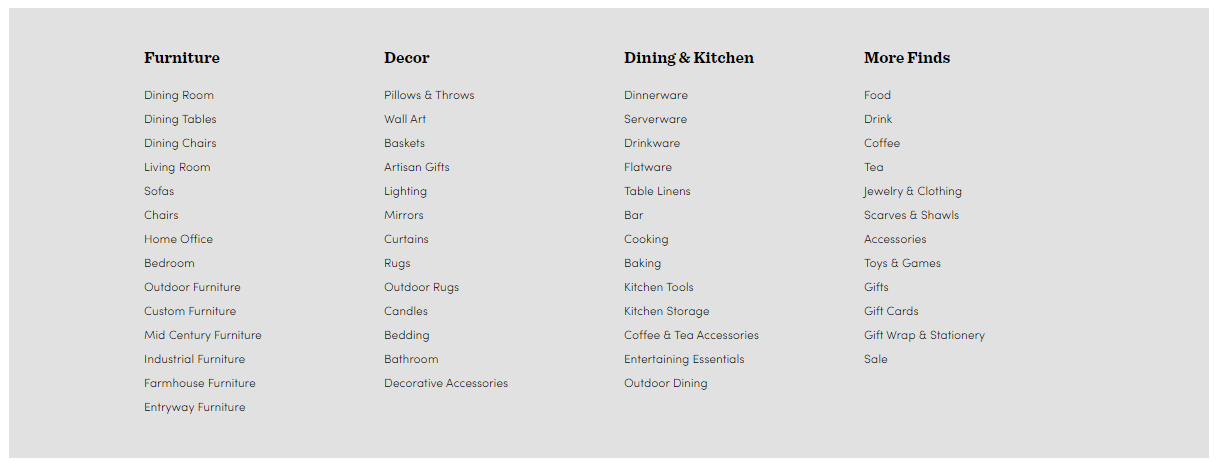 Furniture
Dining Room
Dining Tables
Dining Chairs
Living Room
Sofas
Chairs
Home Office
Bedroom
Outdoor Furniture
Custom Furniture
Mid Century Furniture
Industrial Furniture
Farmhouse Furniture
Entryway Furniture
Decor
Pillows & Throws
Wall Art
Baskets
Artisan Gifts
Lighting
Mirrors
Curtains
Rugs
Outdoor Rugs
Candles
Bedding
Bathroom
Decorative Accessories
Dining & Kitchen
Dinnerware
Serverware
Drinkware
Flatware
Table Linens
Bar
Cooking
Baking
Kitchen Tools
Kitchen Storage
Coffee & Tea Accessories
Entertaining Essentials
Outdoor Dining
More Finds
Food
Drink
Coffee
Tea
Jewelry & Clothing
Scarves & Shawls
Accessories
Toys & Games
Gifts
Gift Cards
Gift Wrap & Stationery
Sale